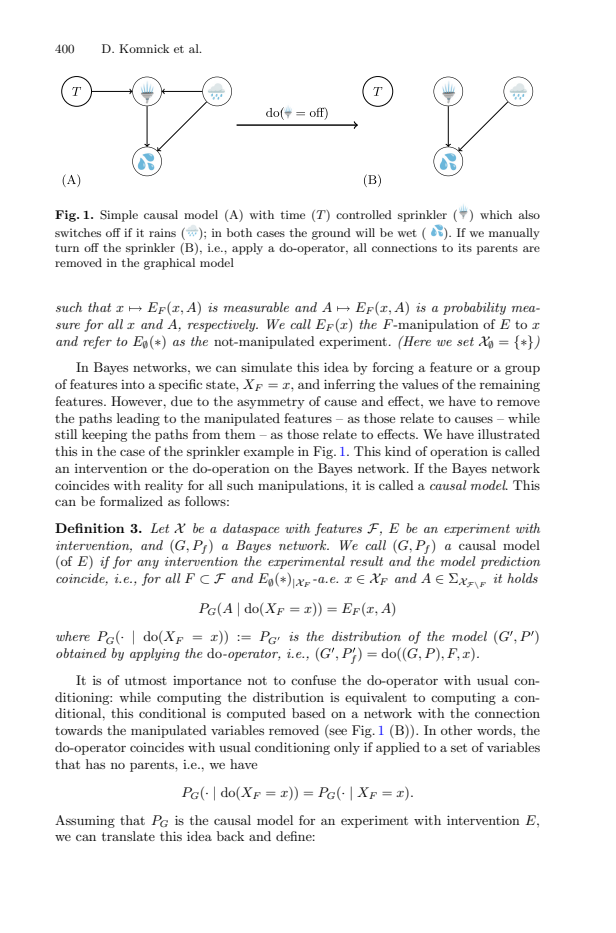 400 D. Komnick et al.
T
T
do( = off)
(A)
(B)
Fig. 1. Simple causal model (A) with time (T) controlled sprinkler ( ) which also
switches off if it rains ( ); in both cases the ground will be wet ( ). If we manually
turn off the sprinkler (B), i.e., apply a do-operator, all connections to its parents are
removed in the graphical model
such that x ↦ E_F(x, A) is measurable and A ↦ E_F(x, A) is a probability mea-
sure for all x and A, respectively. We call E_F(x) the F-manipulation of E to x
and refer to E_∅(∗) as the not-manipulated experiment. (Here we set 𝒳_∅ = {∗})
In Bayes networks, we can simulate this idea by forcing a feature or a group
of features into a specific state, X_F = x, and inferring the values of the remaining
features. However, due to the asymmetry of cause and effect, we have to remove
the paths leading to the manipulated features – as those relate to causes – while
still keeping the paths from them – as those relate to effects. We have illustrated
this in the case of the sprinkler example in Fig. 1. This kind of operation is called
an intervention or the do-operation on the Bayes network. If the Bayes network
coincides with reality for all such manipulations, it is called a causal model. This
can be formalized as follows:
Definition 3. Let 𝒳 be a dataspace with features ℱ, E be an experiment with
intervention, and (G, P_f) a Bayes network. We call (G, P_f) a causal model
(of E) if for any intervention the experimental result and the model prediction
coincide, i.e., for all F ⊂ ℱ and E_∅(∗)_|𝒳_F-a.e. x ∈ 𝒳_F and A ∈ Σ_𝒳_ℱ\F it holds
P_G(A | do(X_F = x)) = E_F(x, A)
where P_G(· | do(X_F = x)) := P_G′ is the distribution of the model (G′, P′)
obtained by applying the do-operator, i.e., (G′, P′_f) = do((G, P), F, x).
It is of utmost importance not to confuse the do-operator with usual con-
ditioning: while computing the distribution is equivalent to computing a con-
ditional, this conditional is computed based on a network with the connection
towards the manipulated variables removed (see Fig. 1 (B)). In other words, the
do-operator coincides with usual conditioning only if applied to a set of variables
that has no parents, i.e., we have
P_G(· | do(X_F = x)) = P_G(· | X_F = x).
Assuming that P_G is the causal model for an experiment with intervention E,
we can translate this idea back and define: